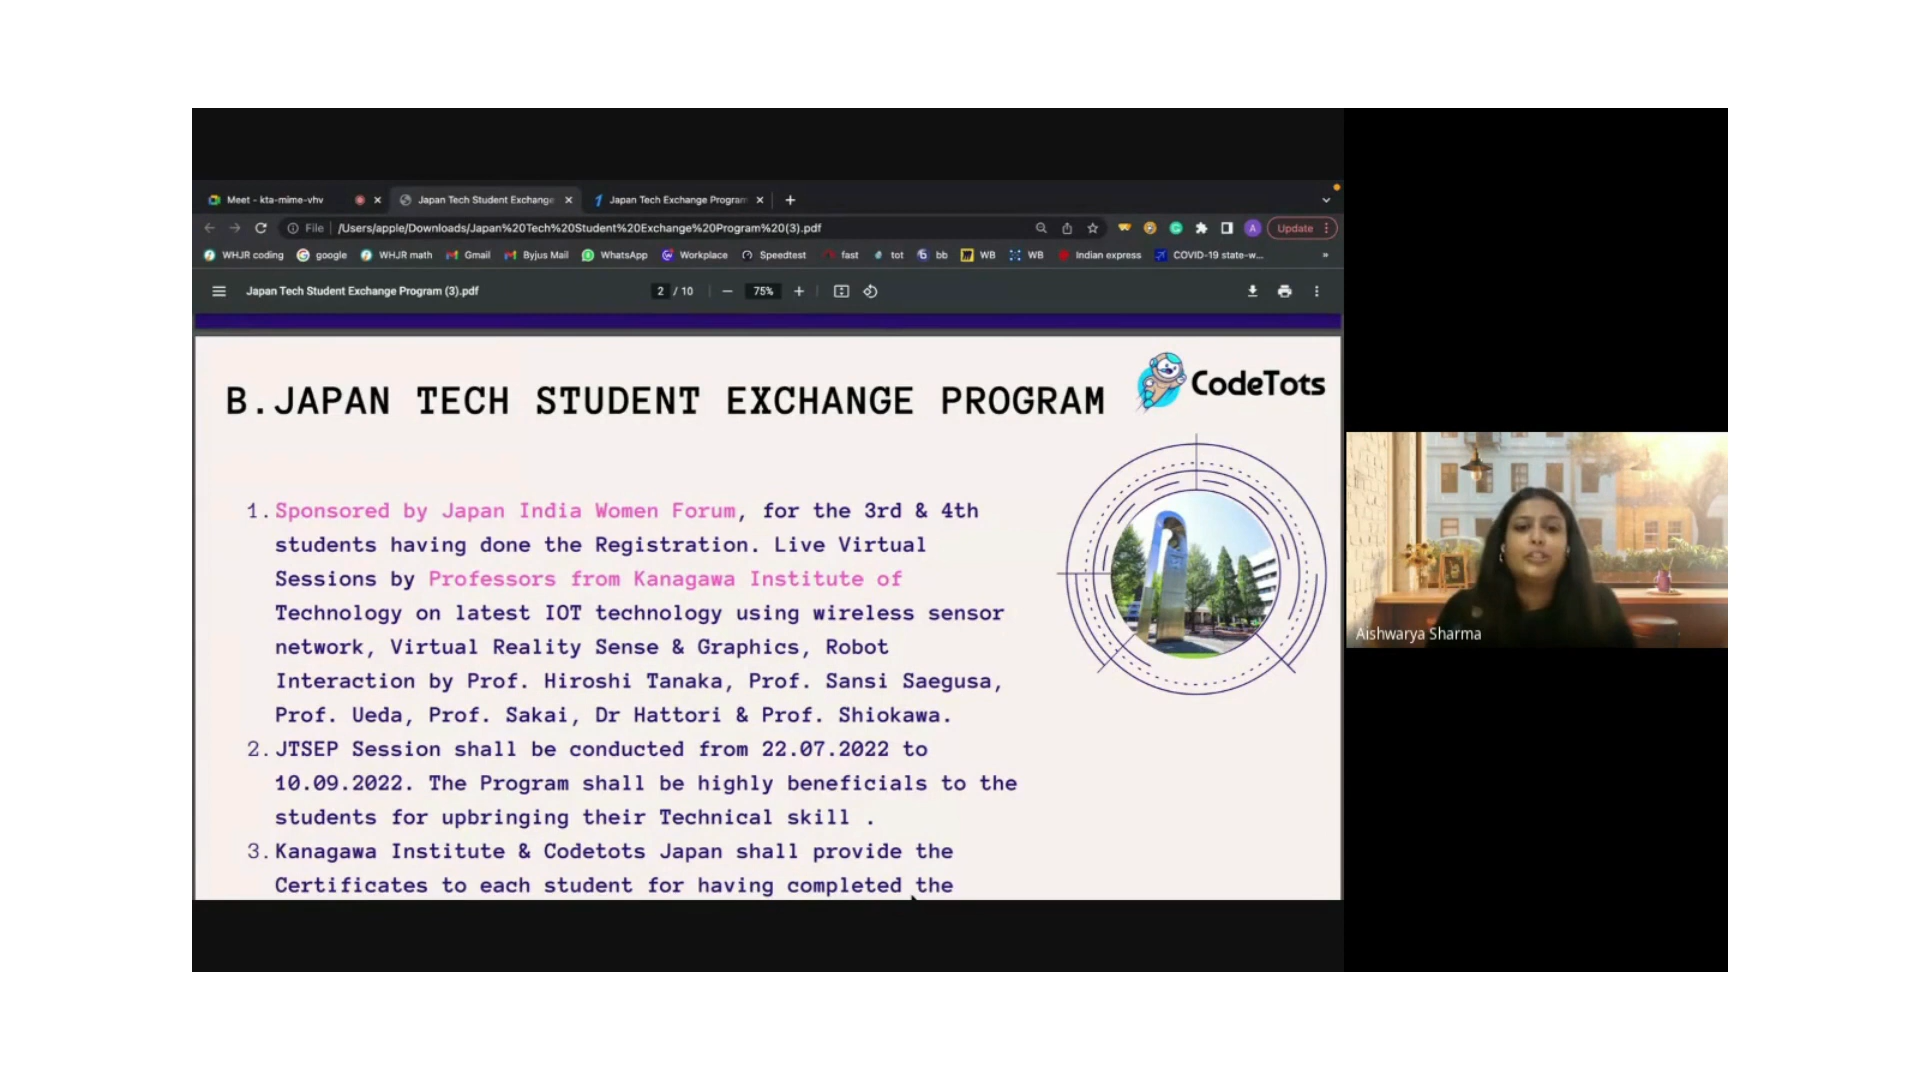 Meet - kta-mime-vhv
Japan Tech Student Exchange
Japan Tech Exchange Program
File
/Users/apple/Downloads/Japan%20Tech%20Student%20Exchange%20Program%20(3).pdf
A
Update
WHJR coding
google
WHJR math
Gmail
Byjus Mail
WhatsApp
Workplace
Speedtest
fast
tot
bb
WB
WB
Indian express
COVID-19 state-w...
»
Japan Tech Student Exchange Program (3).pdf
2 / 10
75%
CodeTots
B.JAPAN TECH STUDENT EXCHANGE PROGRAM
1. Sponsored by Japan India Women Forum, for the 3rd & 4th
students having done the Registration. Live Virtual
Sessions by Professors from Kanagawa Institute of
Technology on latest IOT technology using wireless sensor
network, Virtual Reality Sense & Graphics, Robot
Interaction by Prof. Hiroshi Tanaka, Prof. Sansi Saegusa,
Prof. Ueda, Prof. Sakai, Dr Hattori & Prof. Shiokawa.
2. JTSEP Session shall be conducted from 22.07.2022 to
10.09.2022. The Program shall be highly beneficials to the
students for upbringing their Technical skill .
3. Kanagawa Institute & Codetots Japan shall provide the
Certificates to each student for having completed the
Aishwarya Sharma